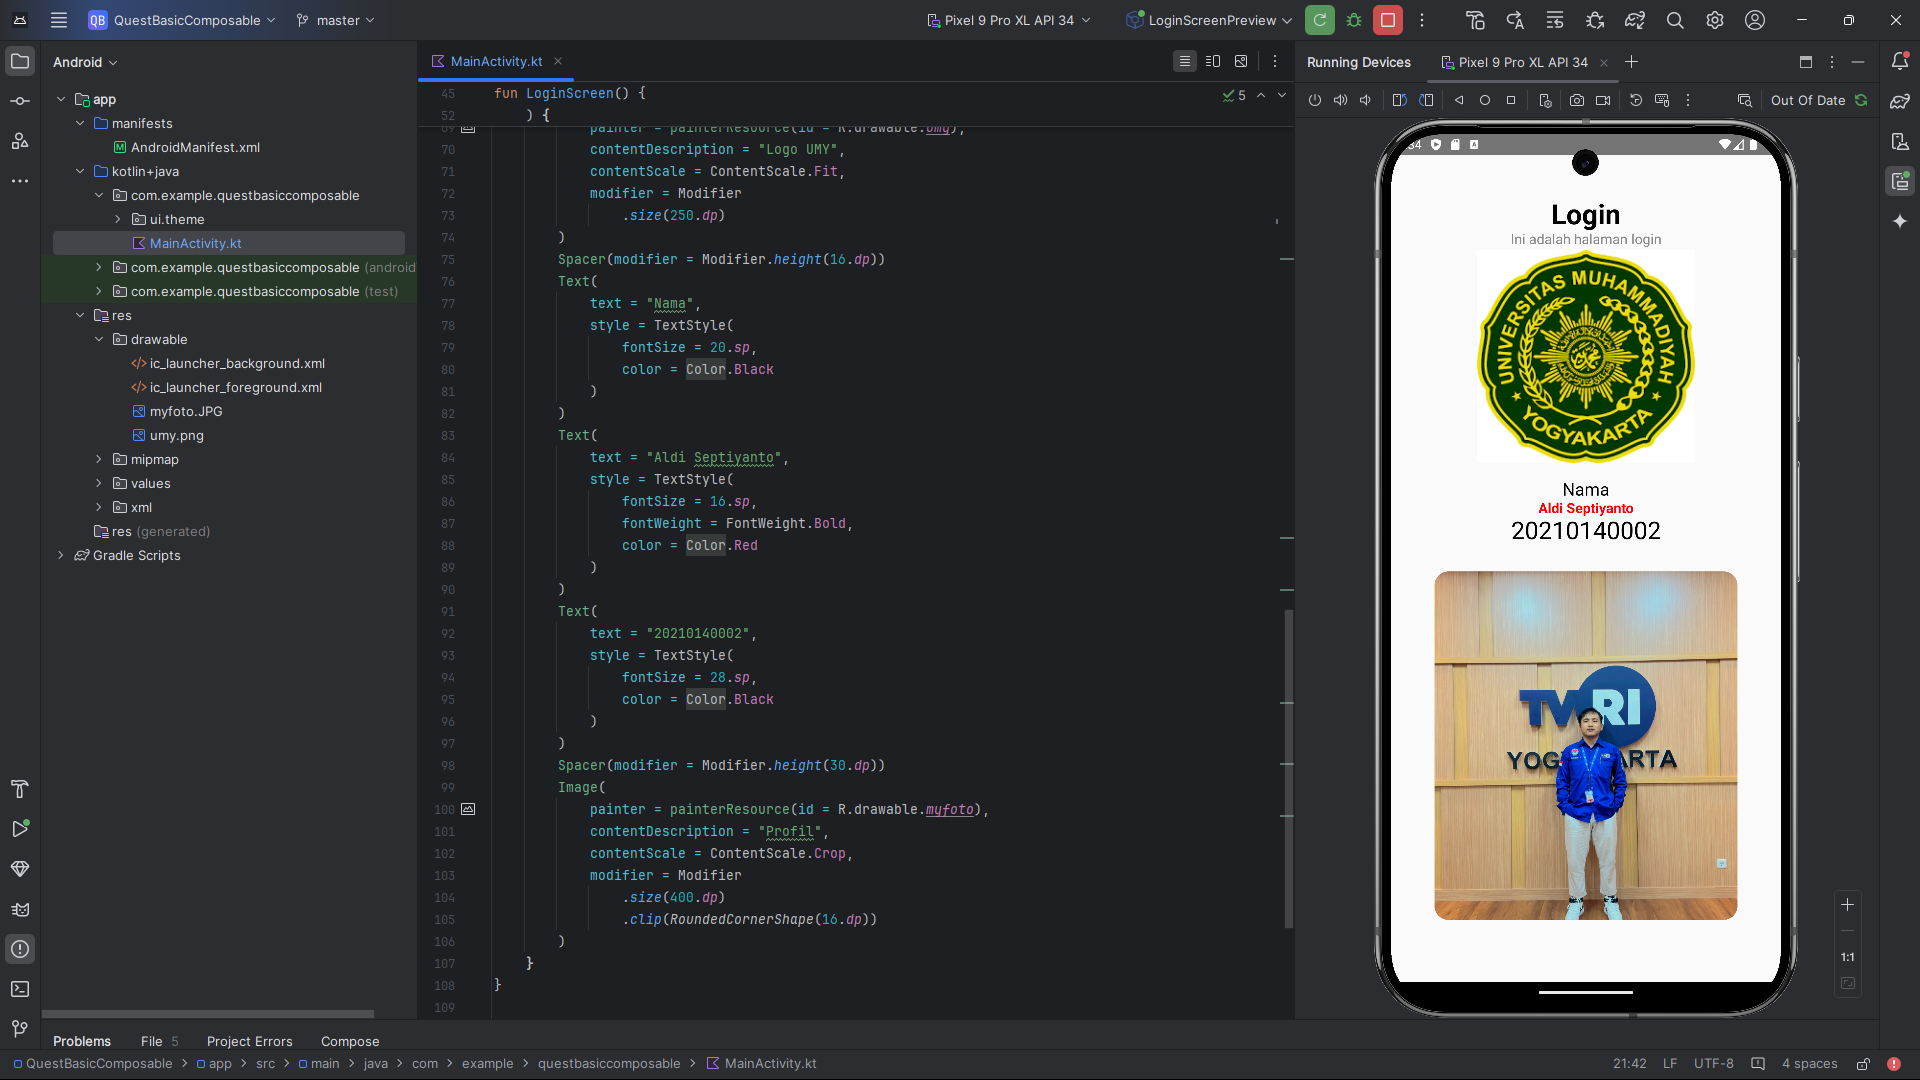 QB QuestBasicComposable master Pixel 9 Pro XL API 34 LoginScreenPreview
Android
app
manifests
AndroidManifest.xml
kotlin+java
com.example.questbasiccomposable
ui.theme
MainActivity.kt
com.example.questbasiccomposable (android
com.example.questbasiccomposable (test)
res
drawable
ic_launcher_background.xml
ic_launcher_foreground.xml
myfoto.JPG
umy.png
mipmap
values
xml
res (generated)
Gradle Scripts
MainActivity.kt
5
45 fun LoginScreen() {
52 ) {
69 painter = painterResource(id = R.drawable.umy),
70 contentDescription = "Logo UMY",
71 contentScale = ContentScale.Fit,
72 modifier = Modifier
73 .size(250.dp)
74 )
75 Spacer(modifier = Modifier.height(16.dp))
76 Text(
77 text = "Nama",
78 style = TextStyle(
79 fontSize = 20.sp,
80 color = Color.Black
81 )
82 )
83 Text(
84 text = "Aldi Septiyanto",
85 style = TextStyle(
86 fontSize = 16.sp,
87 fontWeight = FontWeight.Bold,
88 color = Color.Red
89 )
90 )
91 Text(
92 text = "20210140002",
93 style = TextStyle(
94 fontSize = 28.sp,
95 color = Color.Black
96 )
97 )
98 Spacer(modifier = Modifier.height(30.dp))
99 Image(
100 painter = painterResource(id = R.drawable.myfoto),
101 contentDescription = "Profil",
102 contentScale = ContentScale.Crop,
103 modifier = Modifier
104 .size(400.dp)
105 .clip(RoundedCornerShape(16.dp))
106 )
107 }
108 }
109
Running Devices Pixel 9 Pro XL API 34
Out Of Date
Login
Ini adalah halaman login
UNIVERSITAS MUHAMMADIYAH
YOGYAKARTA
Nama
Aldi Septiyanto
20210140002
TVRI
YOGYAKARTA
1:1
Problems File 5 Project Errors Compose
QuestBasicComposable > app > src > main > java > com > example > questbasiccomposable > MainActivity.kt
21:42 LF UTF-8 4 spaces